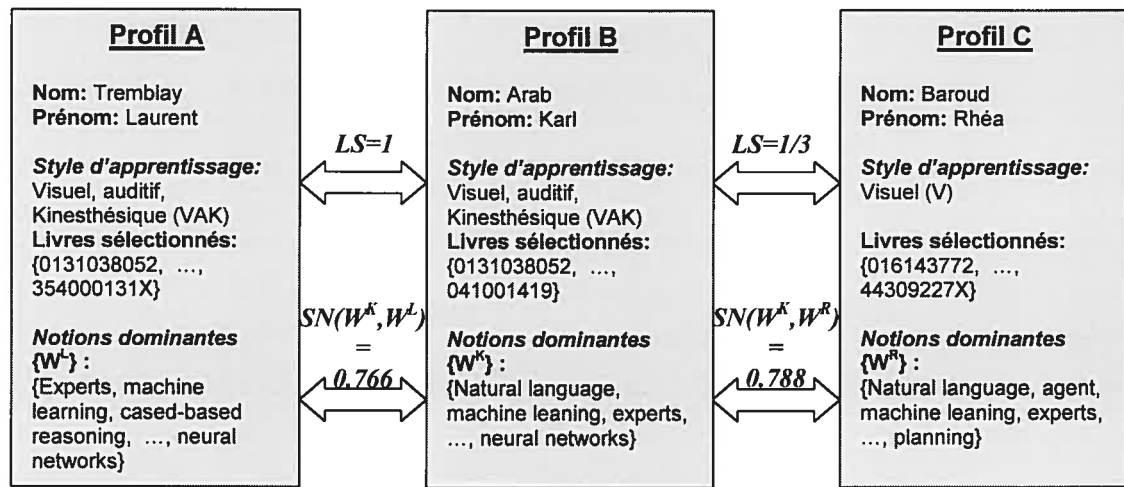 Profil A
Nom: Tremblay
Prénom: Laurent
Style d'apprentissage:
Visuel, auditif,
Kinesthésique (VAK)
Livres sélectionnés:
{0131038052, ...,
354000131X}
Notions dominantes
{W^L} :
{Experts, machine
learning, cased-based
reasoning, ..., neural
networks}
LS=1
SN(W^K,W^L)
=
0.766
Profil B
Nom: Arab
Prénom: Karl
Style d'apprentissage:
Visuel, auditif,
Kinesthésique (VAK)
Livres sélectionnés:
{0131038052, ...,
041001419}
Notions dominantes
{W^K} :
{Natural language,
machine leaning, experts,
..., neural networks}
LS=1/3
SN(W^K,W^R)
=
0.788
Profil C
Nom: Baroud
Prénom: Rhéa
Style d'apprentissage:
Visuel (V)
Livres sélectionnés:
{016143772, ...,
44309227X}
Notions dominantes
{W^R} :
{Natural language, agent,
machine leaning, experts,
..., planning}